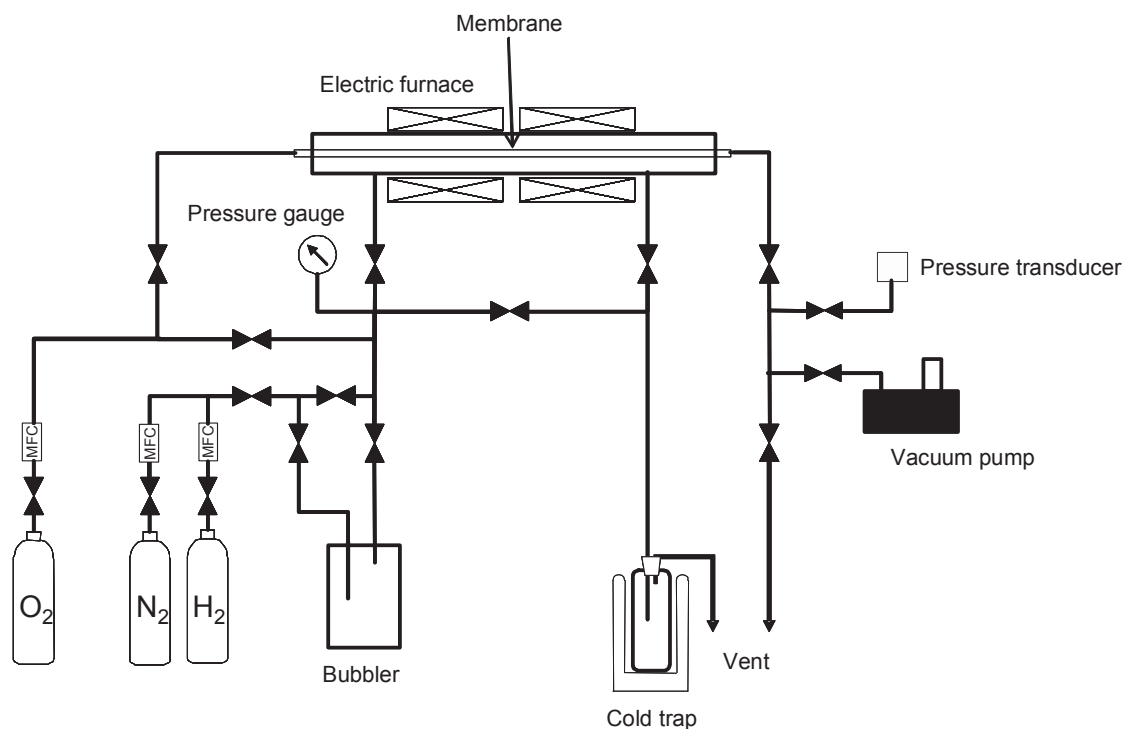 Membrane
Electric furnace
Pressure gauge
Pressure transducer
MFC
MFC
MFC
Vacuum pump
O2
N2
H2
Bubbler
Vent
Cold trap